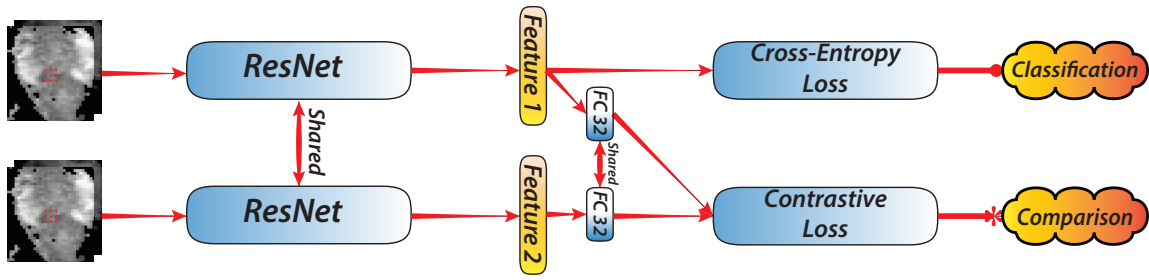 ResNet
Feature 1
Cross-Entropy
Loss
Classification
FC 32
Shared
Shared
ResNet
Feature 2
FC 32
Contrastive
Loss
Comparison